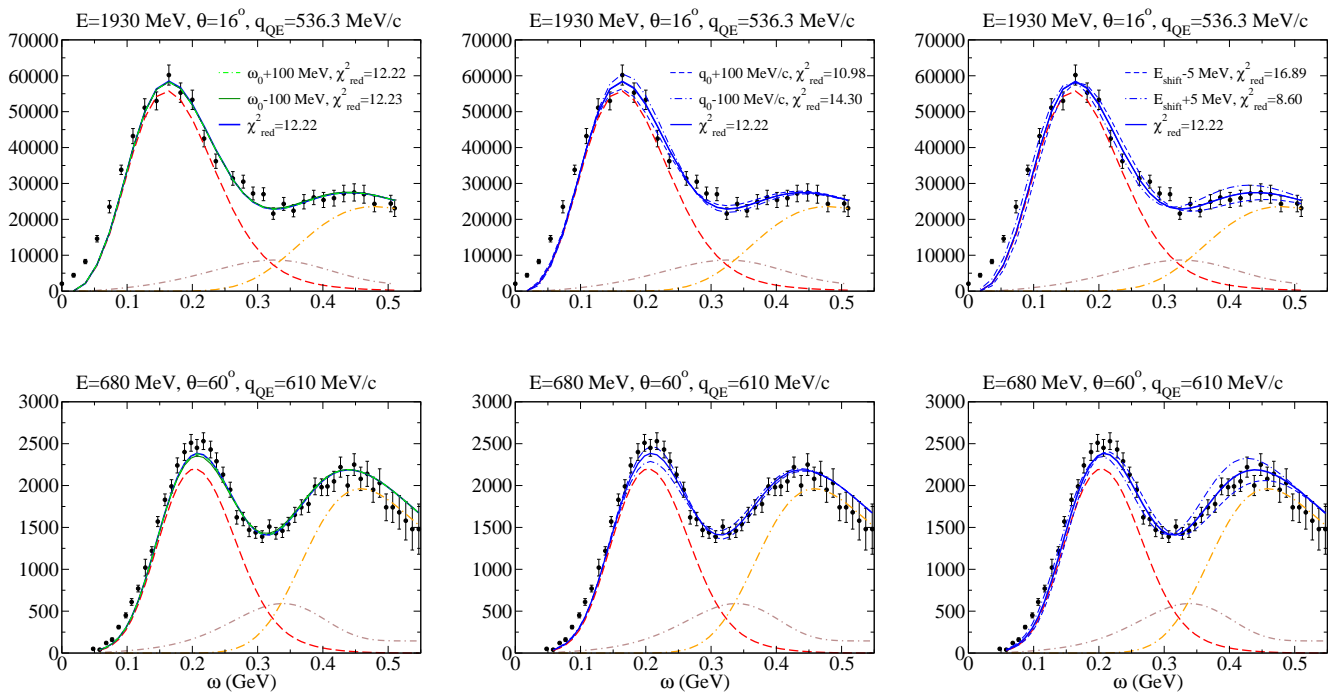 E=1930 MeV, θ=16°, q_QE=536.3 MeV/c
E=1930 MeV, θ=16°, q_QE=536.3 MeV/c
E=1930 MeV, θ=16°, q_QE=536.3 MeV/c
70000
60000
50000
40000
30000
20000
10000
0
ω₀+100 MeV, χ²_red=12.22
ω₀-100 MeV, χ²_red=12.23
χ²_red=12.22
0 0.1 0.2 0.3 0.4 0.5
70000
60000
50000
40000
30000
20000
10000
0
q₀+100 MeV/c, χ²_red=10.98
q₀-100 MeV/c, χ²_red=14.30
χ²_red=12.22
0 0.1 0.2 0.3 0.4 0.5
70000
60000
50000
40000
30000
20000
10000
0
E_shift-5 MeV, χ²_red=16.89
E_shift+5 MeV, χ²_red=8.60
χ²_red=12.22
0 0.1 0.2 0.3 0.4 0.5
E=680 MeV, θ=60°, q_QE=610 MeV/c
E=680 MeV, θ=60°, q_QE=610 MeV/c
E=680 MeV, θ=60°, q_QE=610 MeV/c
3000
2500
2000
1500
1000
500
0
0 0.1 0.2 0.3 0.4 0.5
ω (GeV)
3000
2500
2000
1500
1000
500
0
0 0.1 0.2 0.3 0.4 0.5
ω (GeV)
3000
2500
2000
1500
1000
500
0
0 0.1 0.2 0.3 0.4 0.5
ω (GeV)